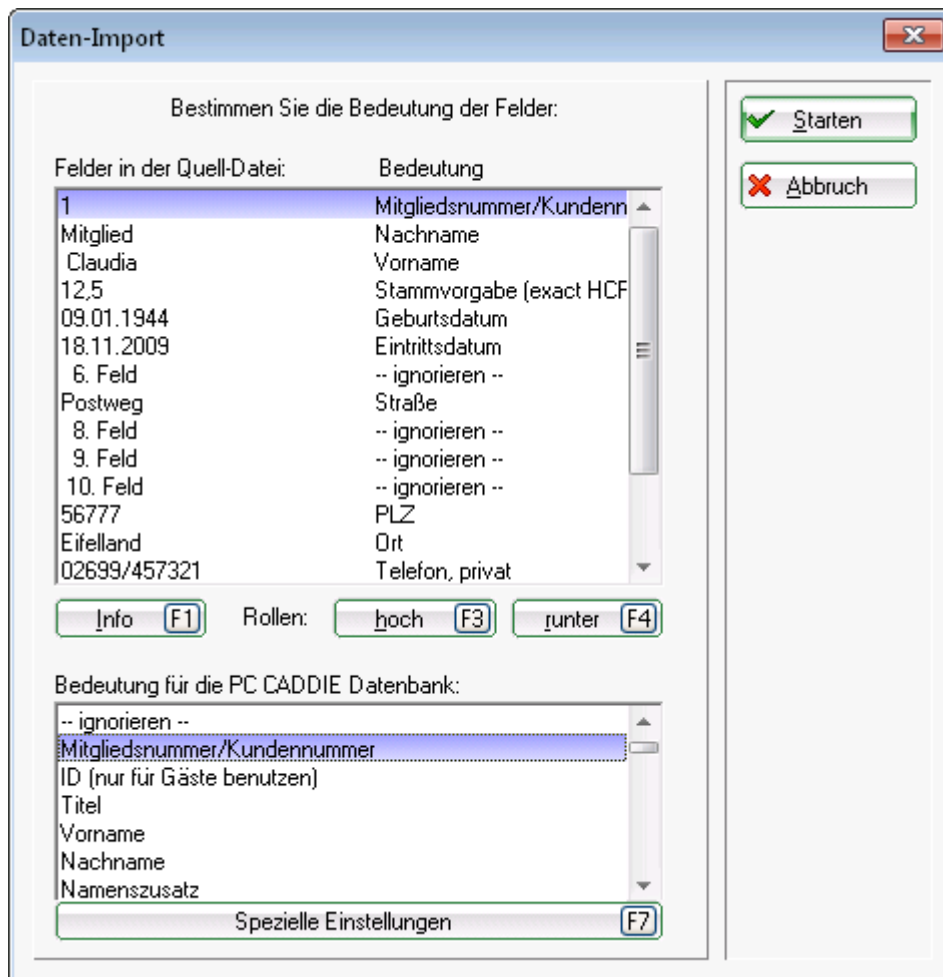 Daten-Import
Bestimmen Sie die Bedeutung der Felder:
Starten
Abbruch
Felder in der Quell-Datei: Bedeutung
1 Mitgliedsnummer/Kundenn
Mitglied Nachname
Claudia Vorname
12,5 Stammvorgabe (exact HCF
09.01.1944 Geburtsdatum
18.11.2009 Eintrittsdatum
6. Feld -- ignorieren --
Postweg Straße
8. Feld -- ignorieren --
9. Feld -- ignorieren --
10. Feld -- ignorieren --
56777 PLZ
Eifelland Ort
02699/457321 Telefon, privat
Info F1 Rollen: hoch F3 runter F4
Bedeutung für die PC CADDIE Datenbank:
-- ignorieren --
Mitgliedsnummer/Kundennummer
ID (nur für Gäste benutzen)
Titel
Vorname
Nachname
Namenszusatz
Spezielle Einstellungen F7